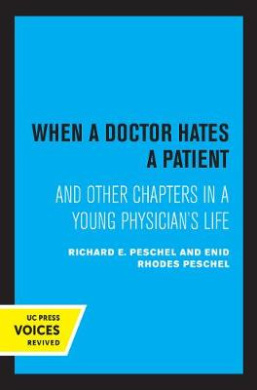 WHEN A DOCTOR HATES
A PATIENT
AND OTHER CHAPTERS IN A
YOUNG PHYSICIAN'S LIFE
RICHARD E. PESCHEL AND ENID
RHODES PESCHEL
UC PRESS
VOICES
REVIVED